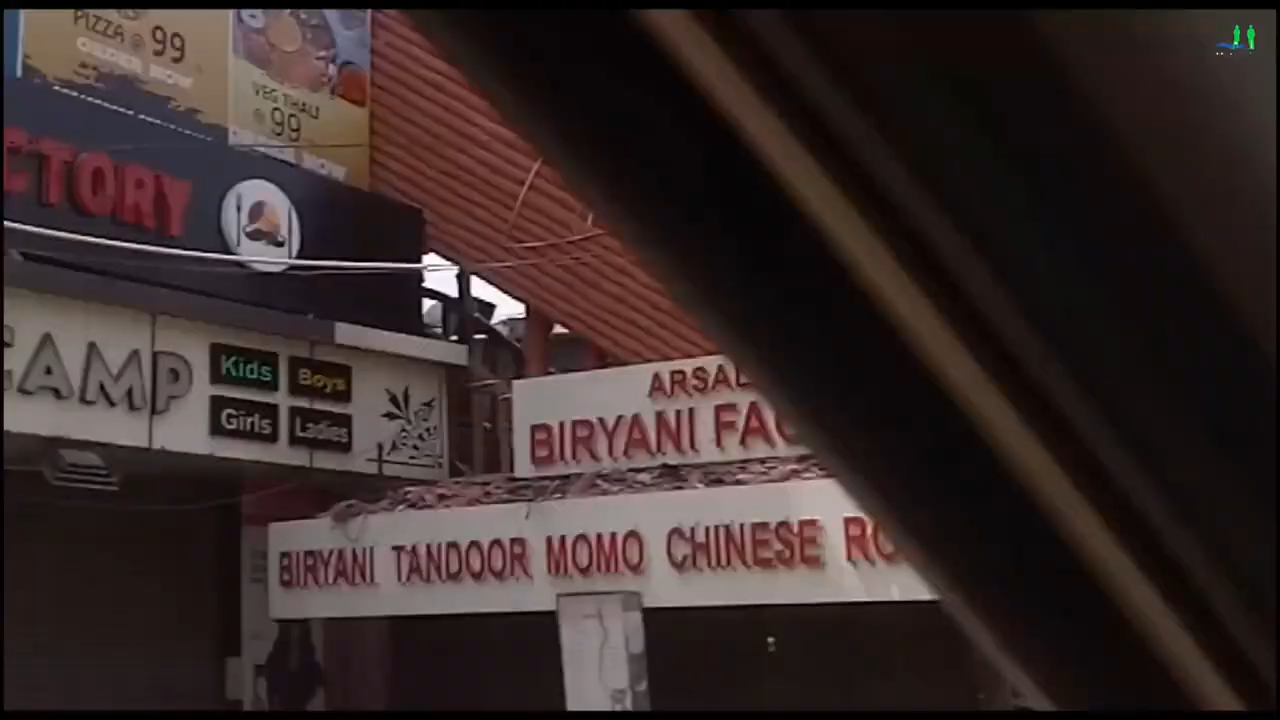 PIZZA @ 99
ORDER NOW
VEG THALI
@ 99
CTORY
CAMP
Kids
Boys
Girls
Ladies
ARSAL
BIRYANI FAC
BIRYANI TANDOOR MOMO CHINESE RO